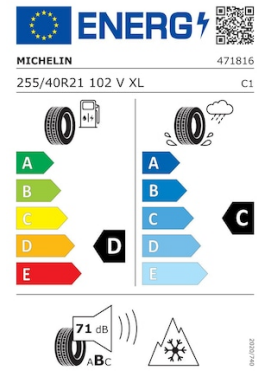 ENERG
MICHELIN 471816
255/40R21 102 V XL C1
A
B
C
D
E
D
A
B
C
D
E
C
71 dB
ABC
2020/740